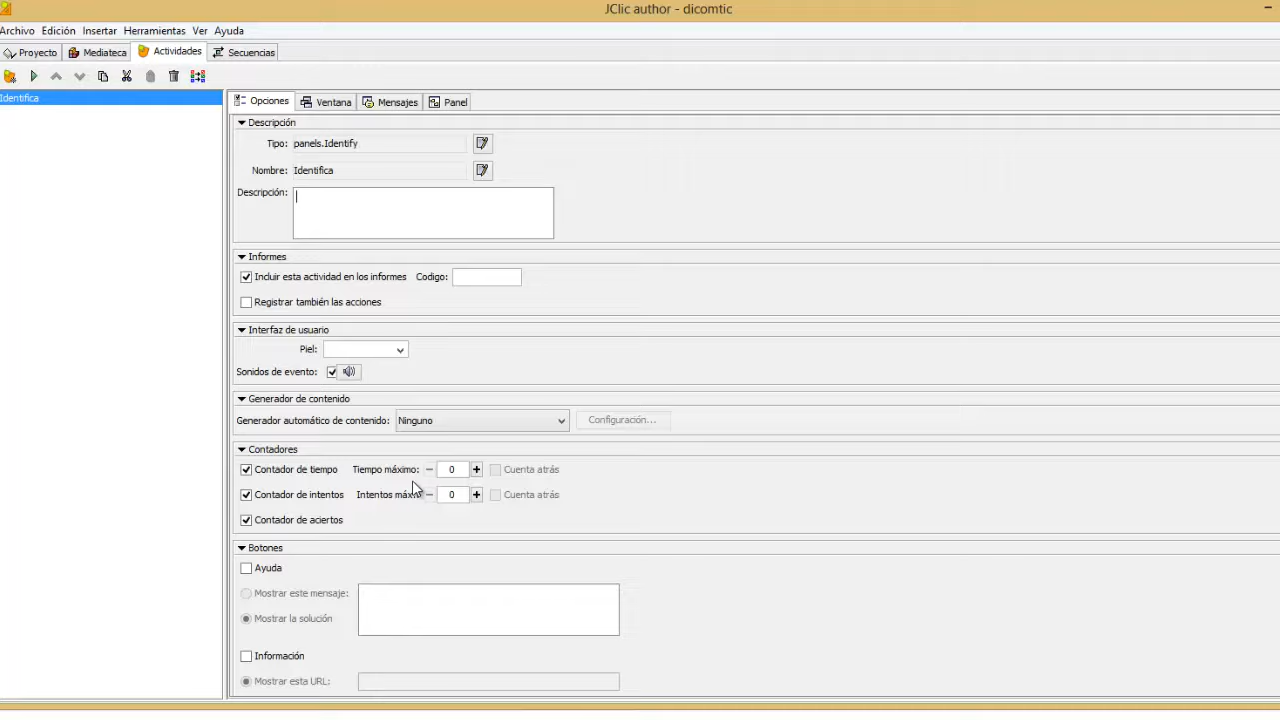 JClic author - dicomtic
Archivo Edición Insertar Herramientas Ver Ayuda
Proyecto Mediateca Actividades Secuencias
Identifica
Opciones Ventana Mensajes Panel
Descripción
Tipo: panels.Identify
Nombre: Identifica
Descripción:
Informes
Incluir esta actividad en los informes Codigo:
Registrar también las acciones
Interfaz de usuario
Piel:
Sonidos de evento:
Generador de contenido
Generador automático de contenido: Ninguno Configuración...
Contadores
Contador de tiempo Tiempo máximo: 0 Cuenta atrás
Contador de intentos Intentos 0 Cuenta atrás
Contador de aciertos
Botones
Ayuda
Mostrar este mensaje:
Mostrar la solución
Información
Mostrar esta URL: